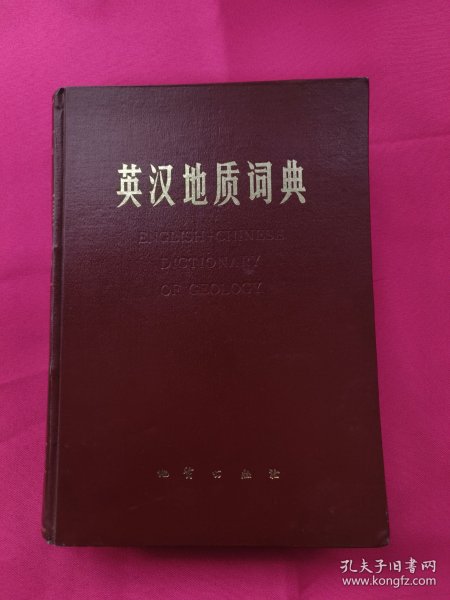 英汉地质词典
ENGLISH-CHINESE
DICTIONARY
OF GEOLOGY
地质出版社
孔夫子旧书网
www.kongfz.com